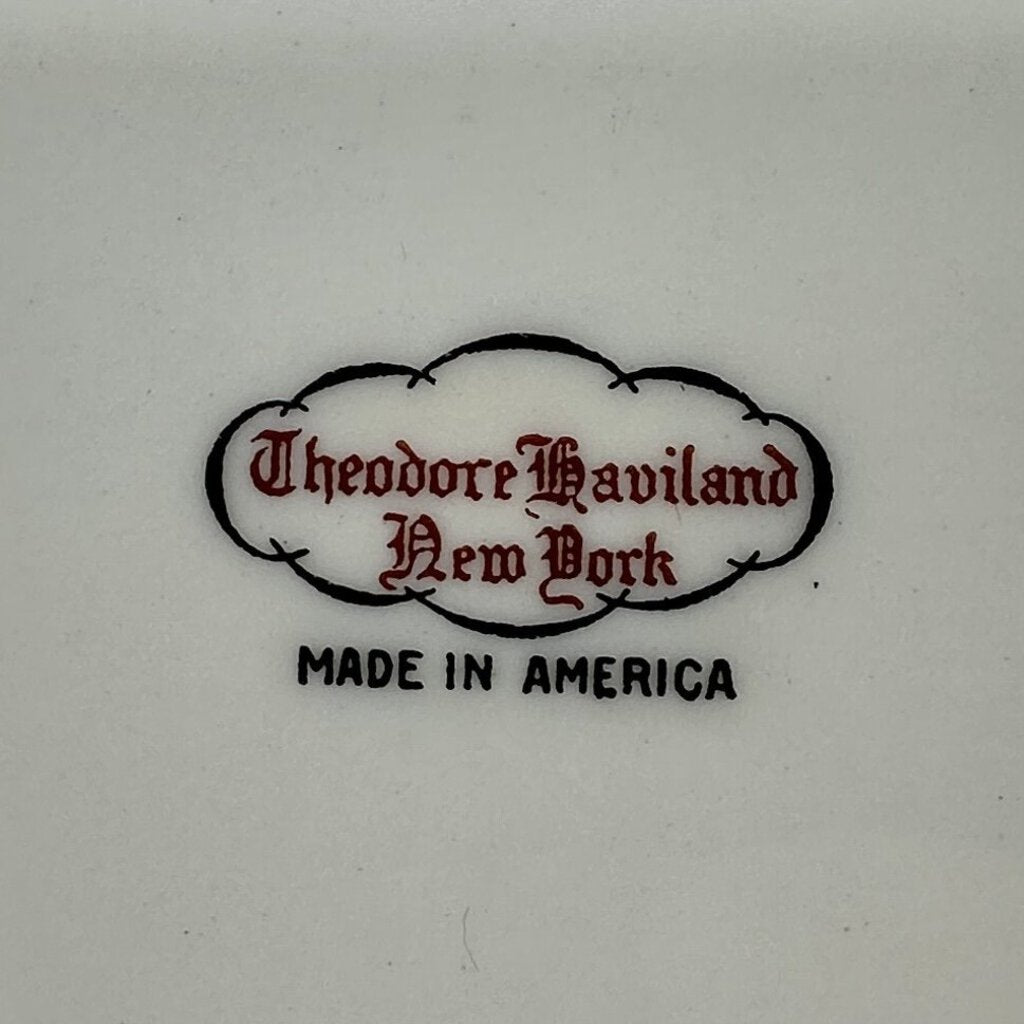 Theodore Haviland
New York
MADE IN AMERICA